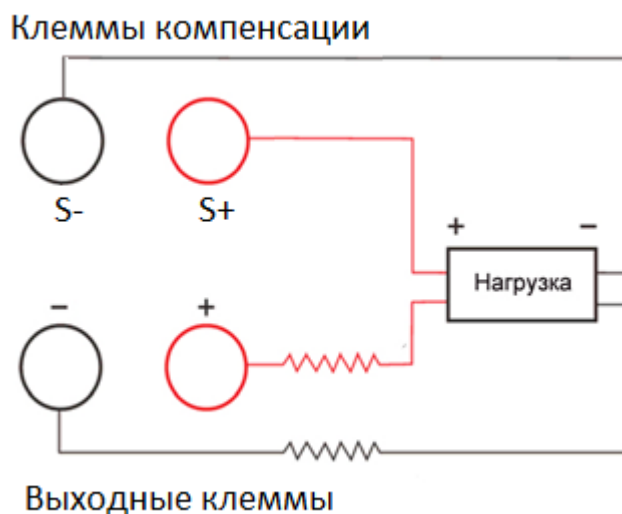 Клеммы компенсации
S- S+
+ −
Нагрузка
− +
Выходные клеммы